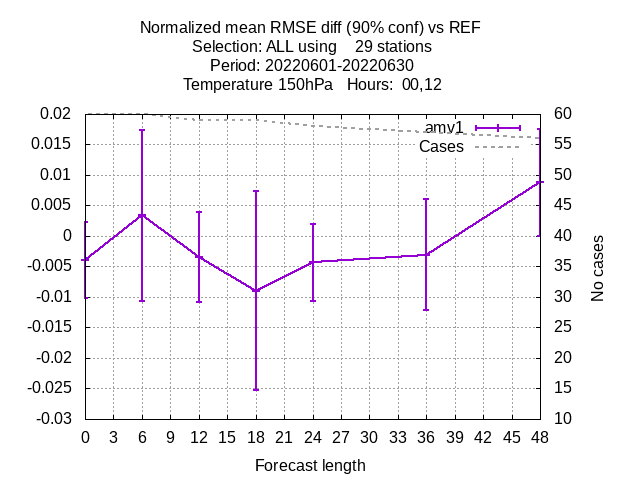 Normalized mean RMSE diff (90% conf) vs REF
Selection: ALL using    29 stations
Period: 20220601-20220630
Temperature 150hPa   Hours:  00,12
0.02
0.015
0.01
0.005
0
-0.005
-0.01
-0.015
-0.02
-0.025
-0.03
amv1
Cases
60
55
50
45
40
35
30
25
20
15
10
No cases
0 3 6 9 12 15 18 21 24 27 30 33 36 39 42 45 48
Forecast length